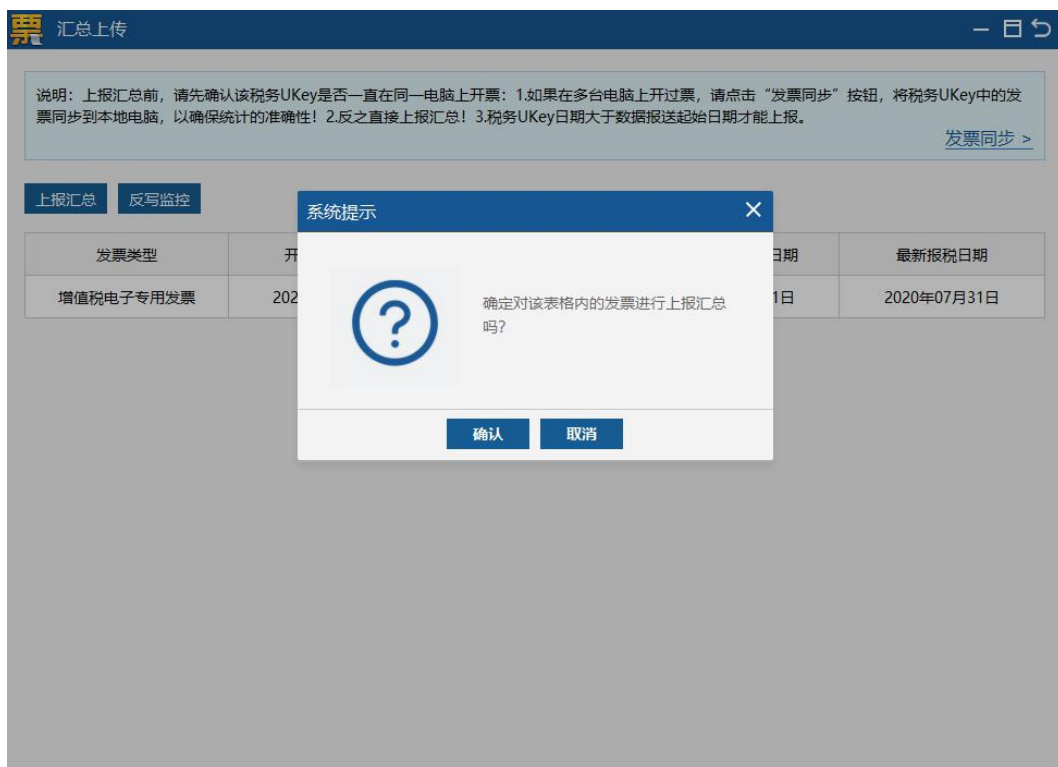 票 汇总上传
说明：上报汇总前，请先确认该税务UKey是否一直在同一电脑上开票：1.如果在多台电脑上开过票，请点击“发票同步”按钮，将税务UKey中的发
票同步到本地电脑，以确保统计的准确性！2.反之直接上报汇总！3.税务UKey日期大于数据报送起始日期才能上报。
发票同步 >
上报汇总 反写监控
系统提示
发票类型 开 日期 最新报税日期
增值税电子专用发票 202 1日 2020年07月31日
确定对该表格内的发票进行上报汇总
吗？
确认 取消